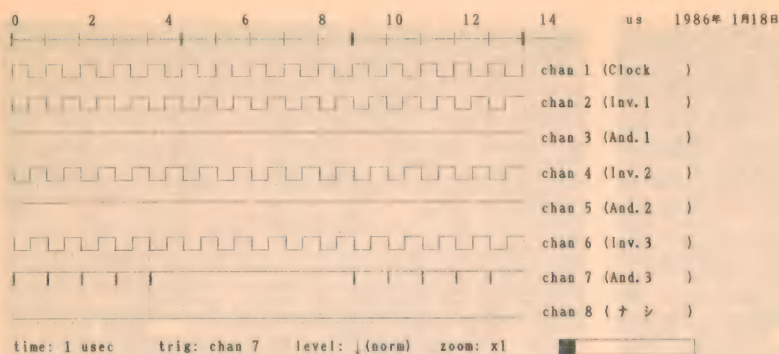 0 2 4 6 8 10 12 14 us 1986年 1月18日
chan 1 (Clock )
chan 2 (Inv.1 )
chan 3 (And.1 )
chan 4 (Inv.2 )
chan 5 (And.2 )
chan 6 (Inv.3 )
chan 7 (And.3 )
chan 8 (ナシ )
time: 1 usec trig: chan 7 level: ↓(norm) zoom: x1